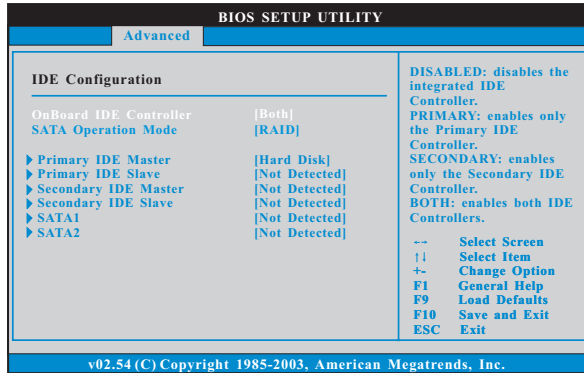 BIOS SETUP UTILITY
Advanced
IDE Configuration
OnBoard IDE Controller [Both]
SATA Operation Mode [RAID]
Primary IDE Master [Hard Disk]
Primary IDE Slave [Not Detected]
Secondary IDE Master [Not Detected]
Secondary IDE Slave [Not Detected]
SATA1 [Not Detected]
SATA2 [Not Detected]
DISABLED: disables the
integrated IDE
Controller.
PRIMARY: enables only
the Primary IDE
Controller.
SECONDARY: enables
only the Secondary IDE
Controller.
BOTH: enables both IDE
Controllers.
←→ Select Screen
↑↓ Select Item
+- Change Option
F1 General Help
F9 Load Defaults
F10 Save and Exit
ESC Exit
v02.54 (C) Copyright 1985-2003, American Megatrends, Inc.